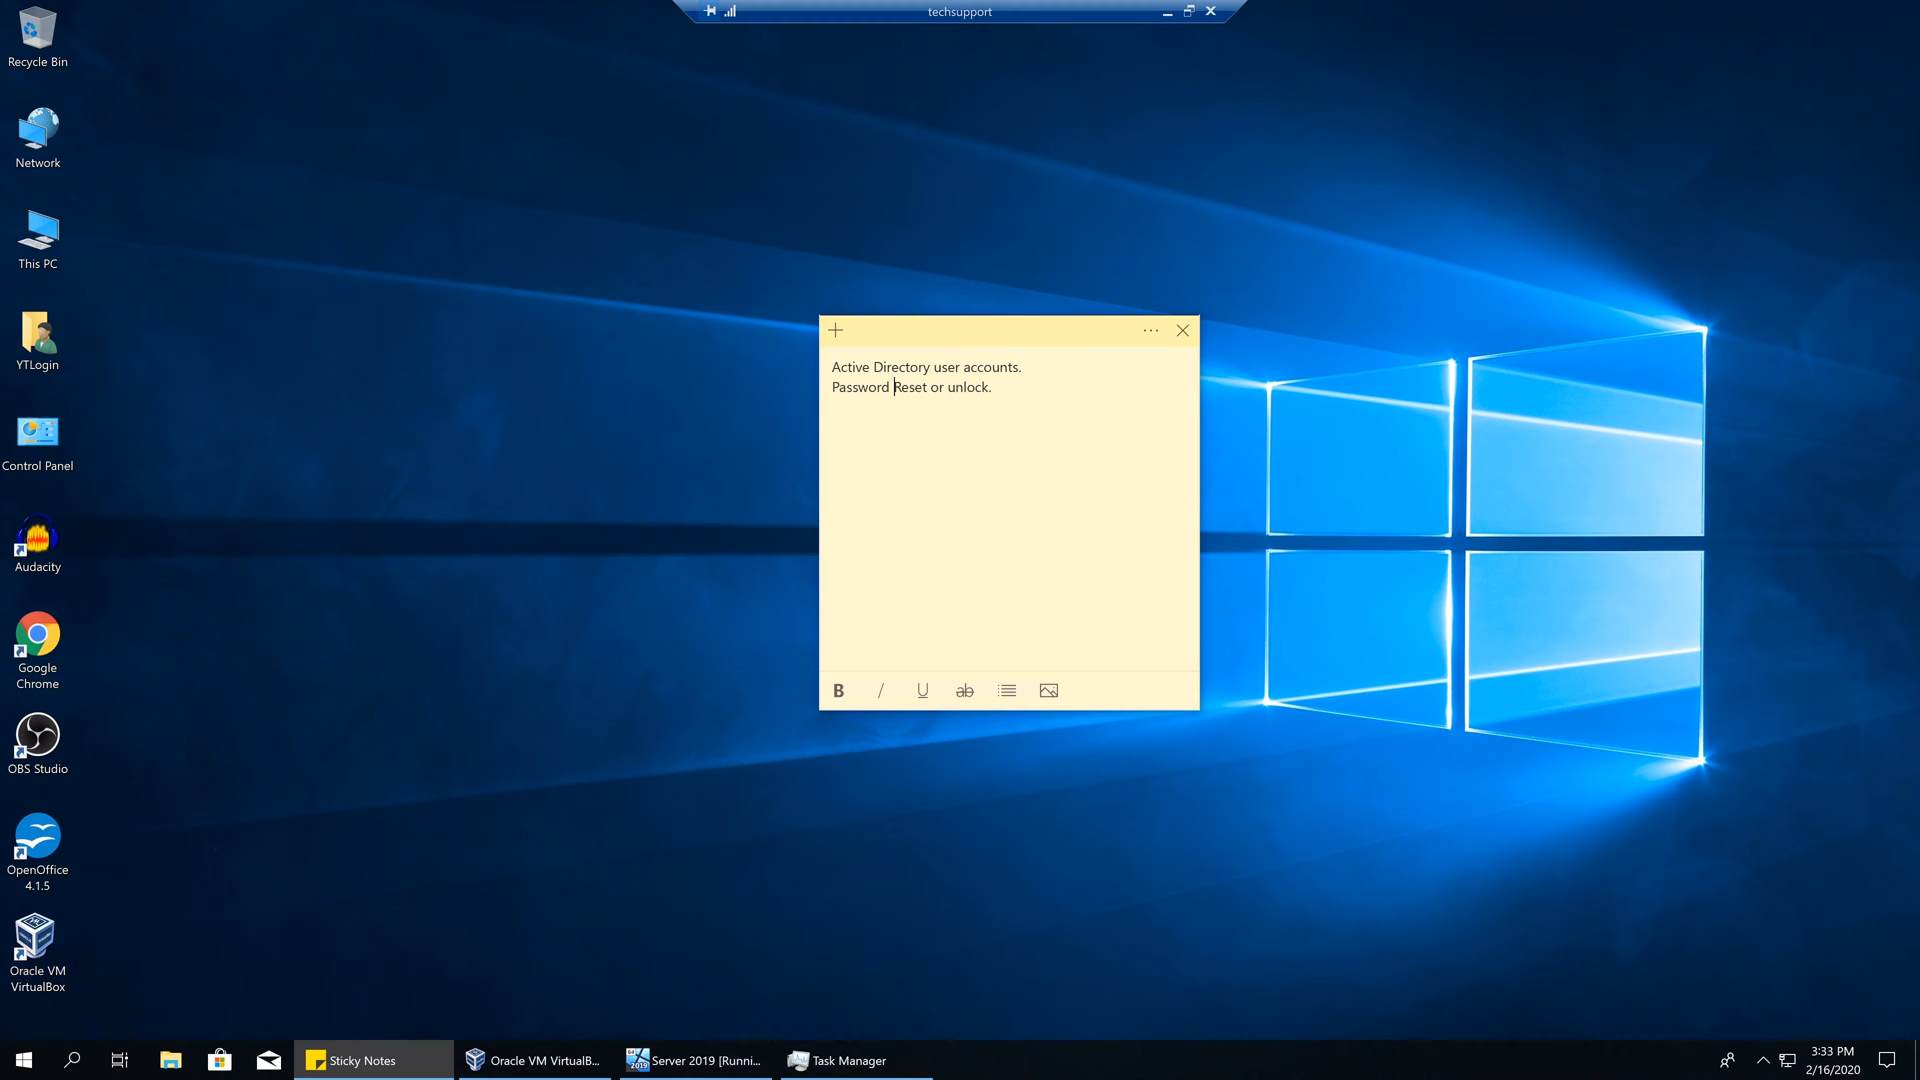 techsupport
Recycle Bin
Network
This PC
YTLogin
Control Panel
Audacity
Google
Chrome
OBS Studio
OpenOffice
4.1.5
Oracle VM
VirtualBox
Active Directory user accounts.
Password Reset or unlock.
B / U ab
Sticky Notes
Oracle VM VirtualB...
Server 2019 [Runni...
Task Manager
3:33 PM
2/16/2020